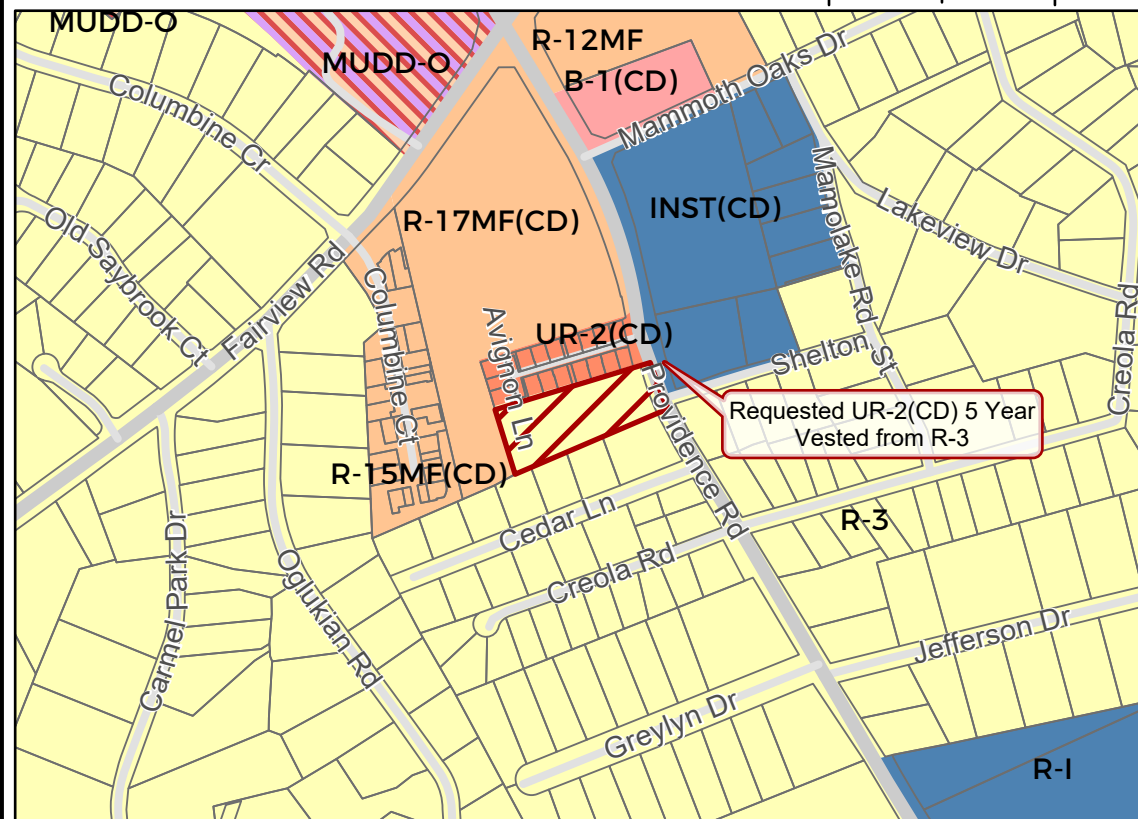 MUDD-O
MUDD-O
R-12MF
B-1(CD)
Mammoth Oaks Dr
Columbine Cr
Old Saybrook Ct
Fairview Rd
R-17MF(CD)
INST(CD)
Mamolake Rd
St
Lakeview Dr
Creola Rd
Columbine Ct
Avignon Ln
UR-2(CD)
Shelton
Providence Rd
Requested UR-2(CD) 5 Year
Vested from R-3
R-15MF(CD)
Cedar Ln
R-3
Creola Rd
Carmel Park Dr
Oglukian Rd
Jefferson Dr
Greylyn Dr
R-I